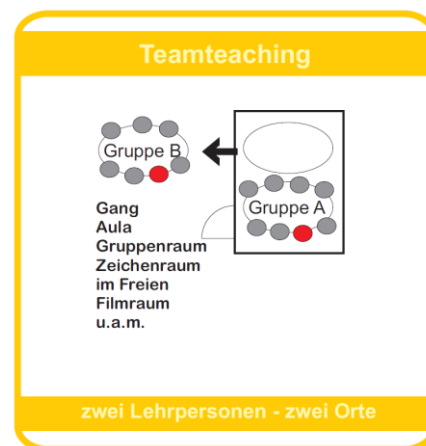 Teamteaching
Gruppe B
Gruppe A
Gang
Aula
Gruppenraum
Zeichenraum
im Freien
Filmraum
u.a.m.
zwei Lehrpersonen - zwei Orte